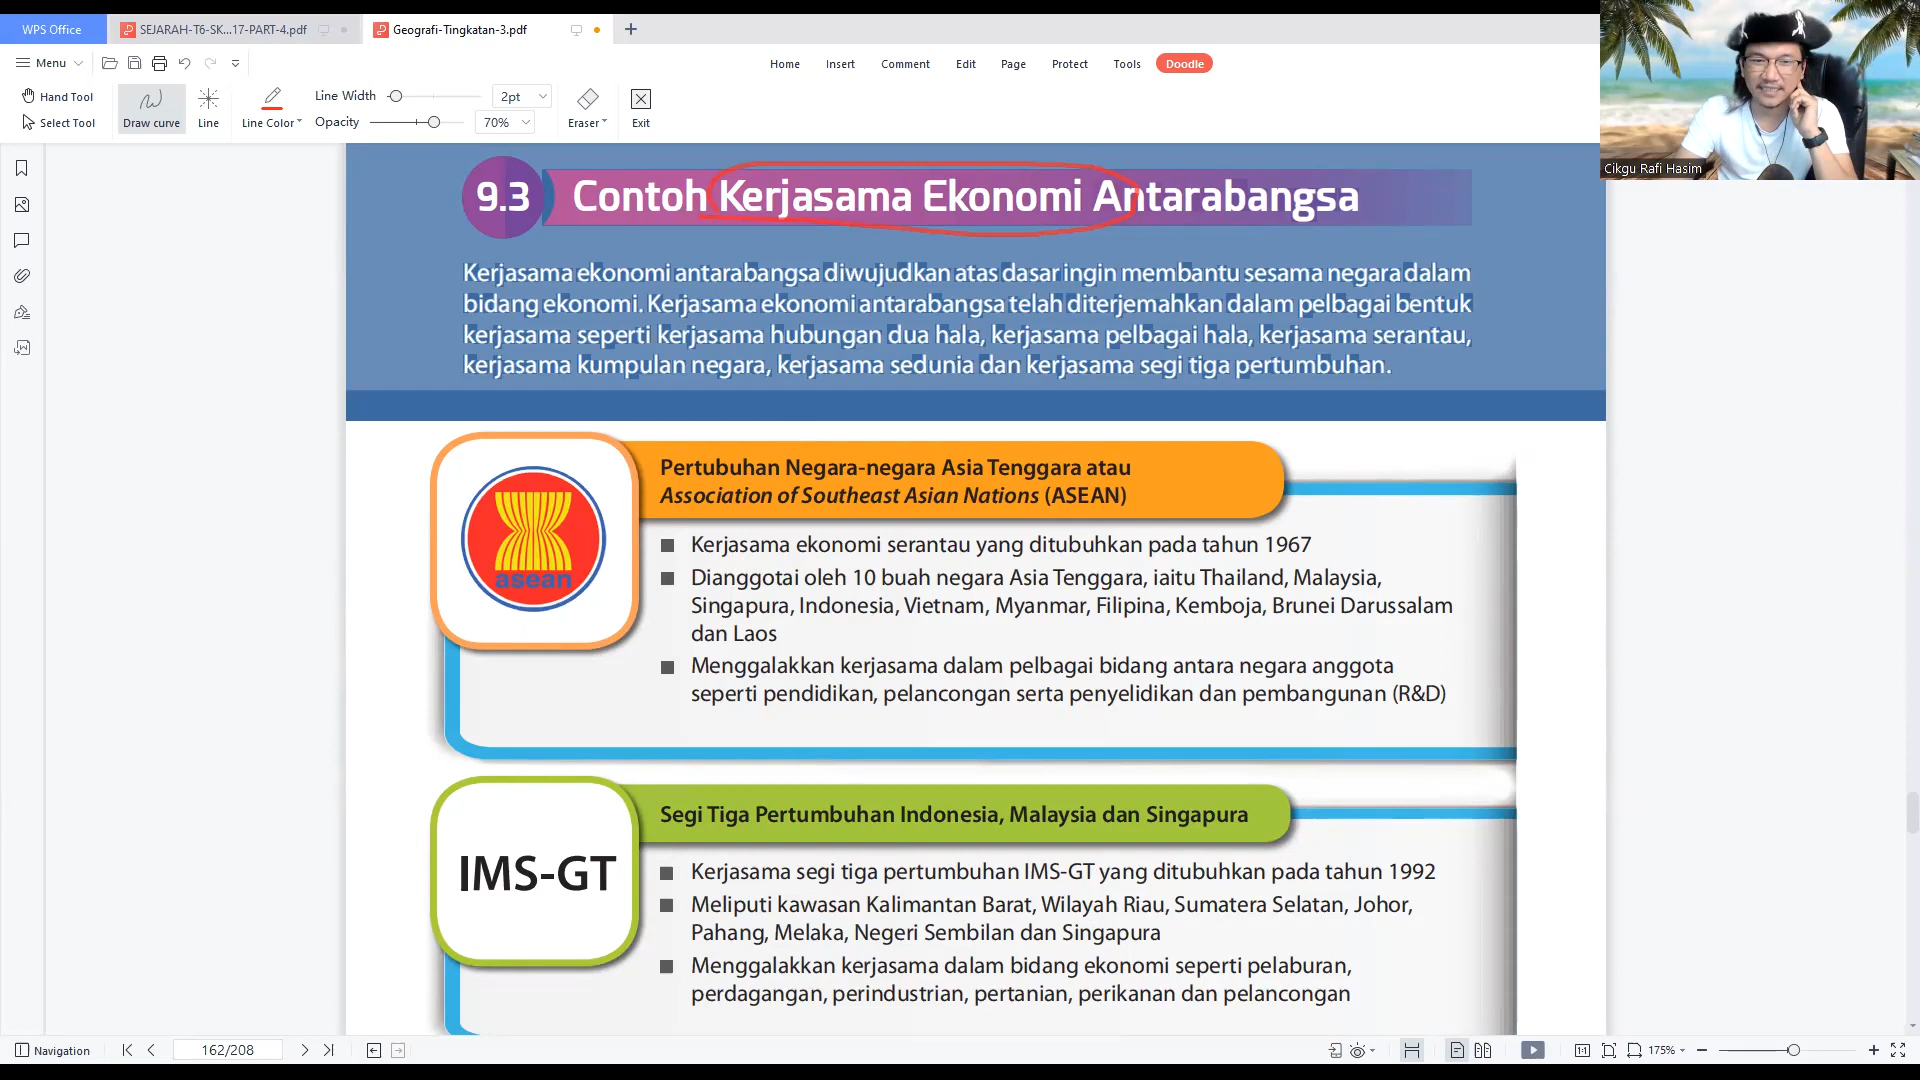 WPS Office
SEJARAH-T6-SK...17-PART-4.pdf
Geografi-Tingkatan-3.pdf
Menu
Home Insert Comment Edit Page Protect Tools Doodle
Hand Tool
Select Tool
Draw curve
Line
Line Color
Line Width
2pt
Opacity
70%
Eraser
Exit
Cikgu Rafi Hasim
9.3 Contoh Kerjasama Ekonomi Antarabangsa
Kerjasama ekonomi antarabangsa diwujudkan atas dasar ingin membantu sesama negara dalam
bidang ekonomi. Kerjasama ekonomi antarabangsa telah diterjemahkan dalam pelbagai bentuk
kerjasama seperti kerjasama hubungan dua hala, kerjasama pelbagai hala, kerjasama serantau,
kerjasama kumpulan negara, kerjasama sedunia dan kerjasama segi tiga pertumbuhan.
asean
Pertubuhan Negara-negara Asia Tenggara atau
Association of Southeast Asian Nations (ASEAN)
Kerjasama ekonomi serantau yang ditubuhkan pada tahun 1967
Dianggotai oleh 10 buah negara Asia Tenggara, iaitu Thailand, Malaysia,
Singapura, Indonesia, Vietnam, Myanmar, Filipina, Kemboja, Brunei Darussalam
dan Laos
Menggalakkan kerjasama dalam pelbagai bidang antara negara anggota
seperti pendidikan, pelancongan serta penyelidikan dan pembangunan (R&D)
IMS-GT
Segi Tiga Pertumbuhan Indonesia, Malaysia dan Singapura
Kerjasama segi tiga pertumbuhan IMS-GT yang ditubuhkan pada tahun 1992
Meliputi kawasan Kalimantan Barat, Wilayah Riau, Sumatera Selatan, Johor,
Pahang, Melaka, Negeri Sembilan dan Singapura
Menggalakkan kerjasama dalam bidang ekonomi seperti pelaburan,
perdagangan, perindustrian, pertanian, perikanan dan pelancongan
Navigation
162/208
1:1
175%